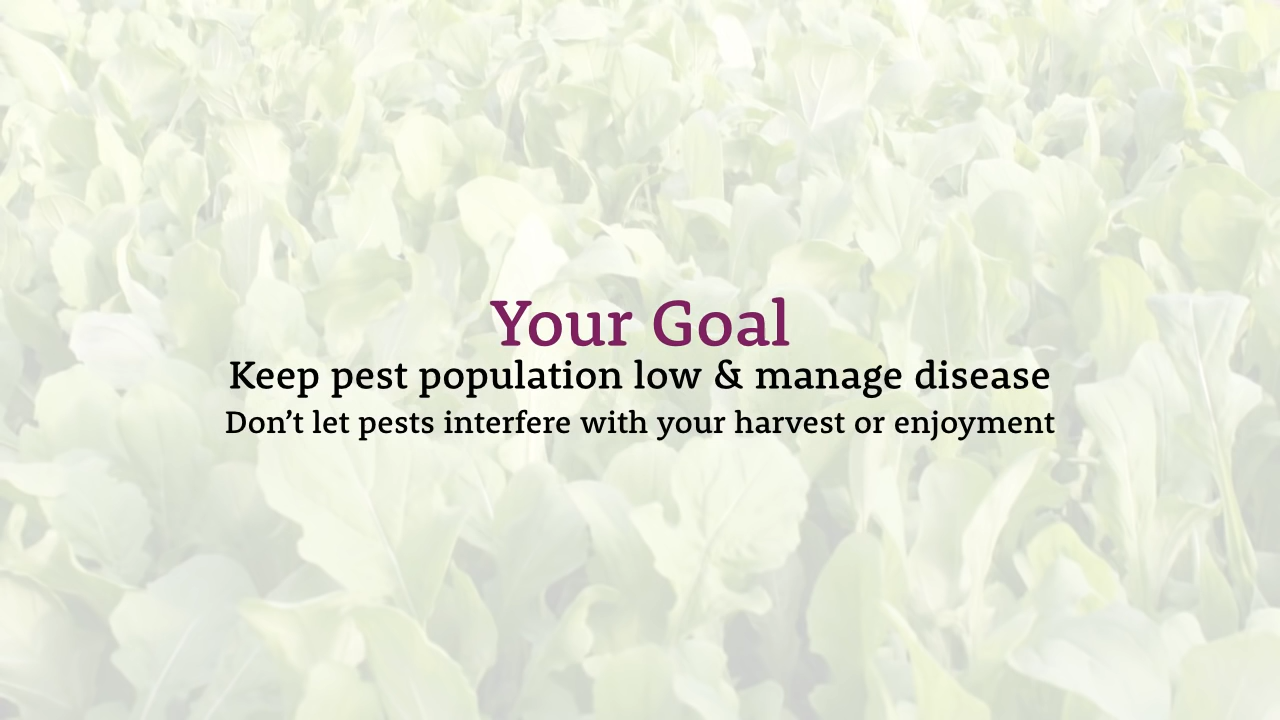 Your Goal
Keep pest population low & manage disease
Don’t let pests interfere with your harvest or enjoyment